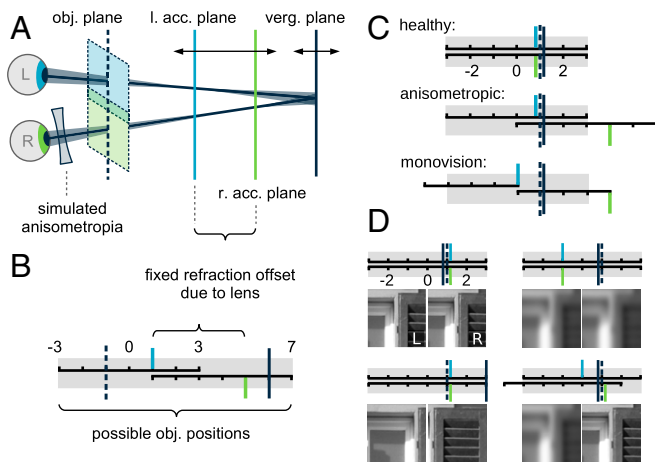 A
obj. plane
l. acc. plane
verg. plane
L
R
simulated
anisometropia
r. acc. plane
B
fixed refraction offset
due to lens
-3 0 3 7
possible obj. positions
C
healthy:
-2 0 2
anisometropic:
monovision:
D
-2 0 2
L R